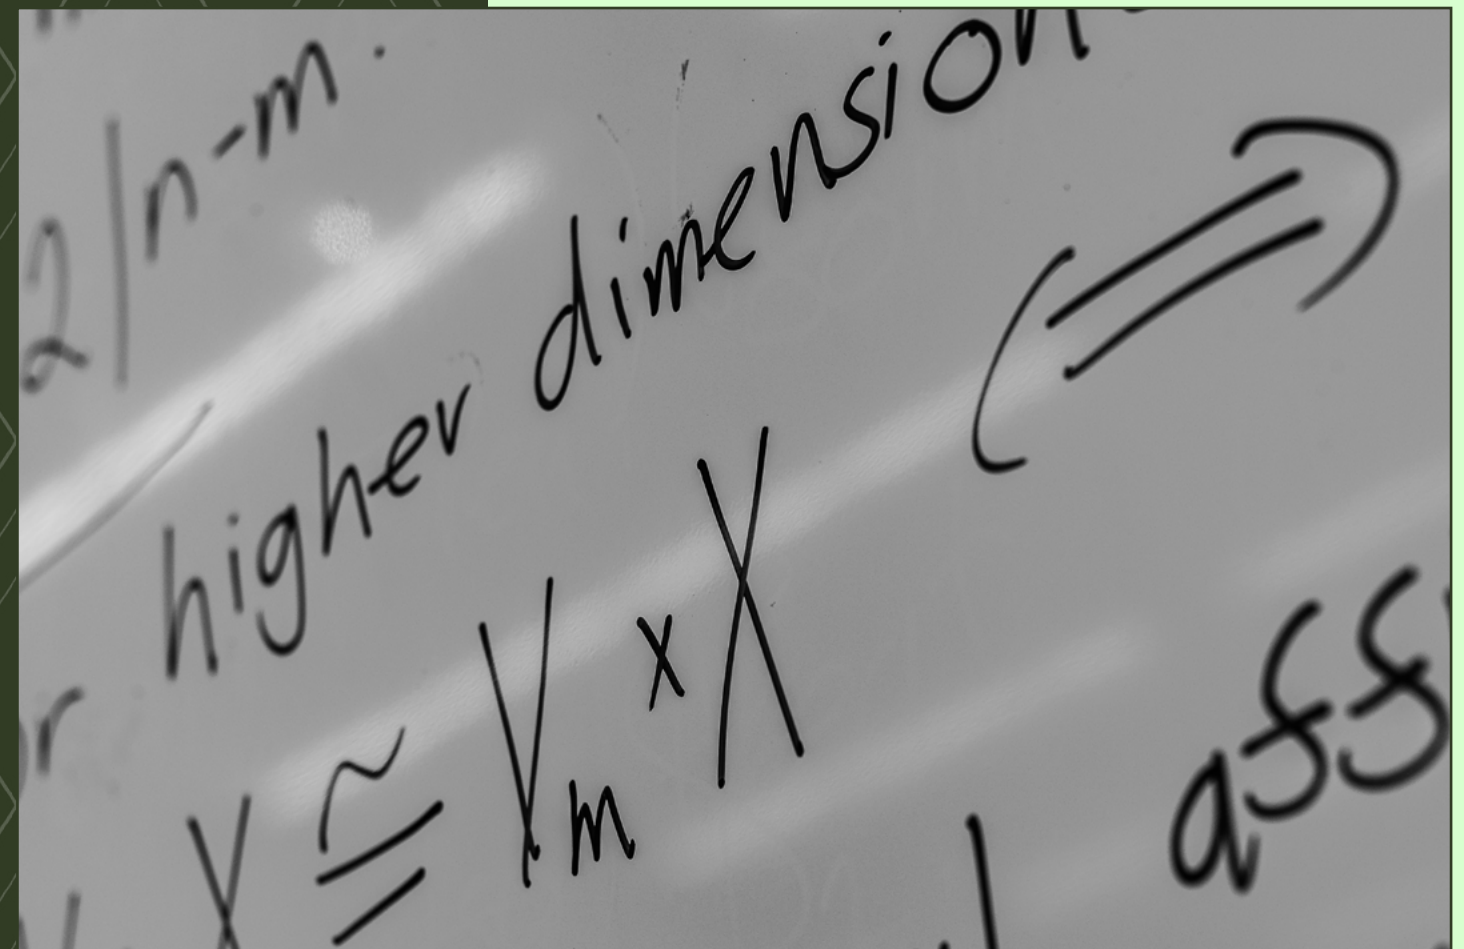 2|n-m.
r higher dimension
X ≅ Vm × X (⇒)
aff